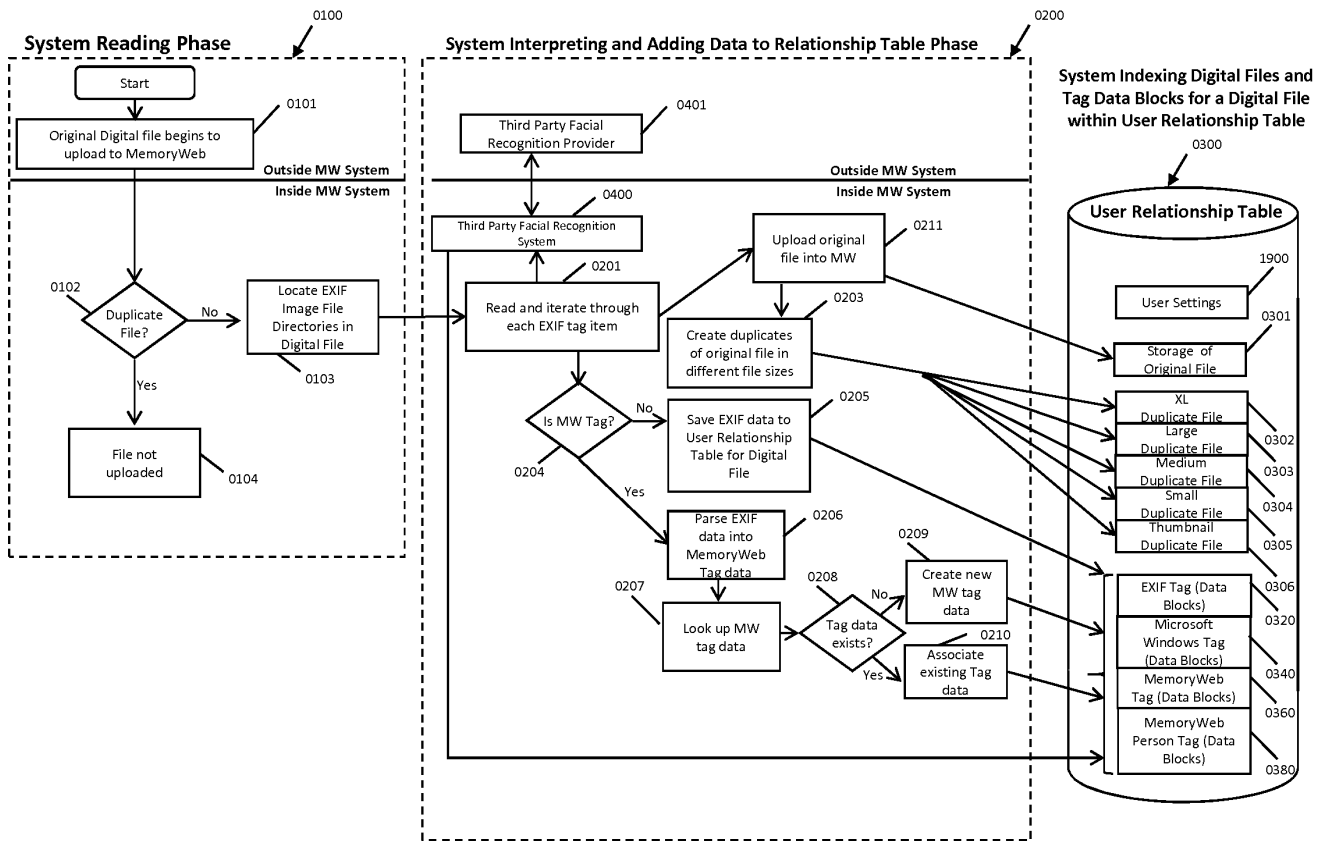 0100
System Reading Phase
Start
0101
Original Digital file begins to
upload to MemoryWeb
Outside MW System
Inside MW System
0102
Duplicate
File?
No
Locate EXIF
Image File
Directories in
Digital File
0103
Yes
File not
uploaded
0104
0200
System Interpreting and Adding Data to Relationship Table Phase
0401
Third Party Facial
Recognition Provider
Outside MW System
Inside MW System
0400
Third Party Facial Recognition
System
0201
Read and iterate through
each EXIF tag item
Upload original
file into MW
0211
0203
Create duplicates
of original file in
different file sizes
Is MW Tag?
No
0204
Yes
0205
Save EXIF data to
User Relationship
Table for Digital
File
0206
Parse EXIF
data into
MemoryWeb
Tag data
0207
Look up MW
tag data
0208
Tag data
exists?
No
Yes
0209
Create new
MW tag
data
0210
Associate
existing Tag
data
System Indexing Digital Files and
Tag Data Blocks for a Digital File
within User Relationship Table
0300
User Relationship Table
1900
User Settings
0301
Storage of
Original File
XL
Duplicate File
0302
Large
Duplicate File
0303
Medium
Duplicate File
0304
Small
Duplicate File
0305
Thumbnail
Duplicate File
0306
EXIF Tag (Data
Blocks)
0320
Microsoft
Windows Tag
(Data Blocks)
0340
MemoryWeb
Tag (Data Blocks)
0360
MemoryWeb
Person Tag (Data
Blocks)
0380